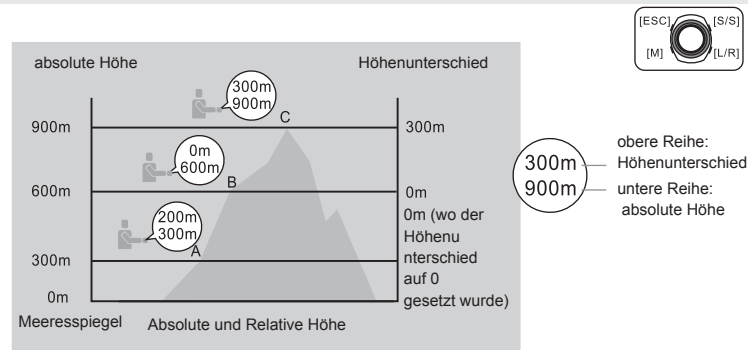 [ESC] [S/S]
[M] [L/R]
absolute Höhe
Höhenunterschied
300m
900m
C
900m
300m
0m
600m
B
600m
0m
200m
300m
A
0m (wo der
Höhenu
nterschied
auf 0
gesetzt wurde)
300m
0m
Meeresspiegel
Absolute und Relative Höhe
300m
900m
obere Reihe:
Höhenunterschied
untere Reihe:
absolute Höhe